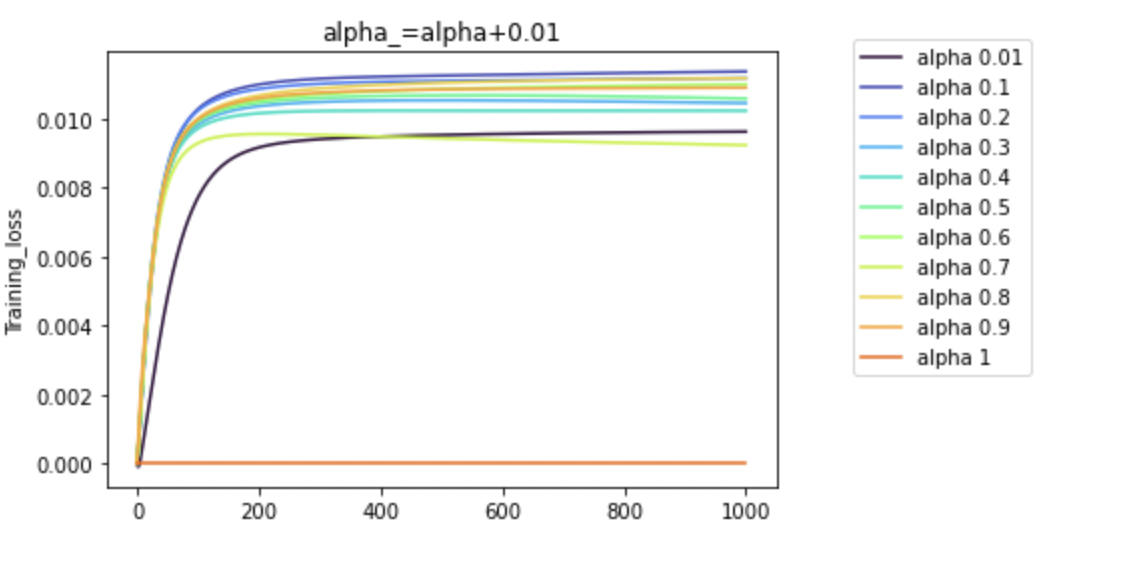 alpha_=alpha+0.01
Training_loss
0.010
0.008
0.006
0.004
0.002
0.000
0 200 400 600 800 1000
alpha 0.01
alpha 0.1
alpha 0.2
alpha 0.3
alpha 0.4
alpha 0.5
alpha 0.6
alpha 0.7
alpha 0.8
alpha 0.9
alpha 1